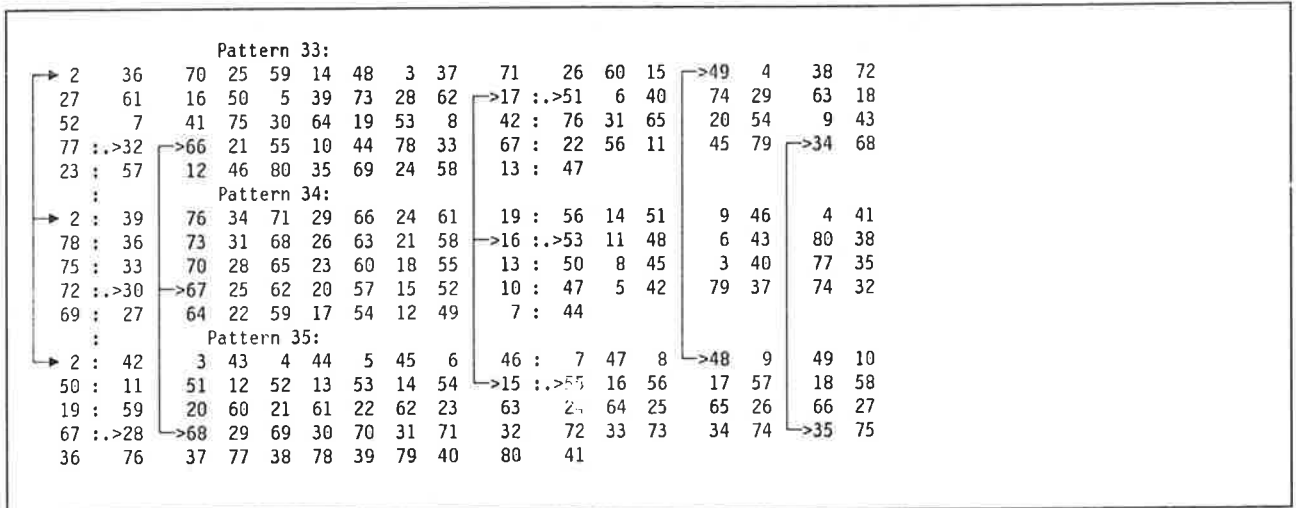 Pattern 33:
2 36 70 25 59 14 48 3 37 71 26 60 15 >49 4 38 72
27 61 16 50 5 39 73 28 62 >17 :.>51 6 40 74 29 63 18
52 7 41 75 30 64 19 53 8 42 : 76 31 65 20 54 9 43
77 :.>32 >66 21 55 10 44 78 33 67 : 22 56 11 45 79 >34 68
23 : 57 12 46 80 35 69 24 58 13 : 47
: Pattern 34:
2 : 39 76 34 71 29 66 24 61 19 : 56 14 51 9 46 4 41
78 : 36 73 31 68 26 63 21 58 >16 :.>53 11 48 6 43 80 38
75 : 33 70 28 65 23 60 18 55 13 : 50 8 45 3 40 77 35
72 :.>30 >67 25 62 20 57 15 52 10 : 47 5 42 79 37 74 32
69 : 27 64 22 59 17 54 12 49 7 : 44
: Pattern 35:
2 : 42 3 43 4 44 5 45 6 46 : 7 47 8 >48 9 49 10
50 : 11 51 12 52 13 53 14 54 >15 :.>55 16 56 17 57 18 58
19 : 59 20 60 21 61 22 62 23 63 64 25 65 26 66 27
67 :.>28 >68 29 69 30 70 31 71 32 72 33 73 34 74 >35 75
36 76 37 77 38 78 39 79 40 80 41